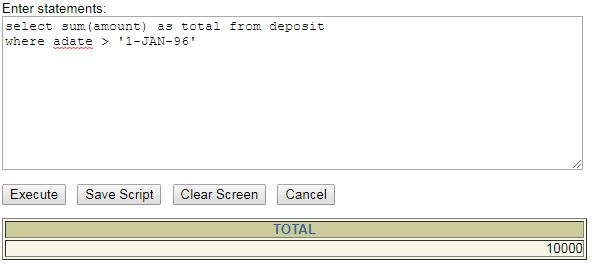 Enter statements:
select sum(amount) as total from deposit
where adate > '1-JAN-96'
Execute Save Script Clear Screen Cancel
TOTAL
10000